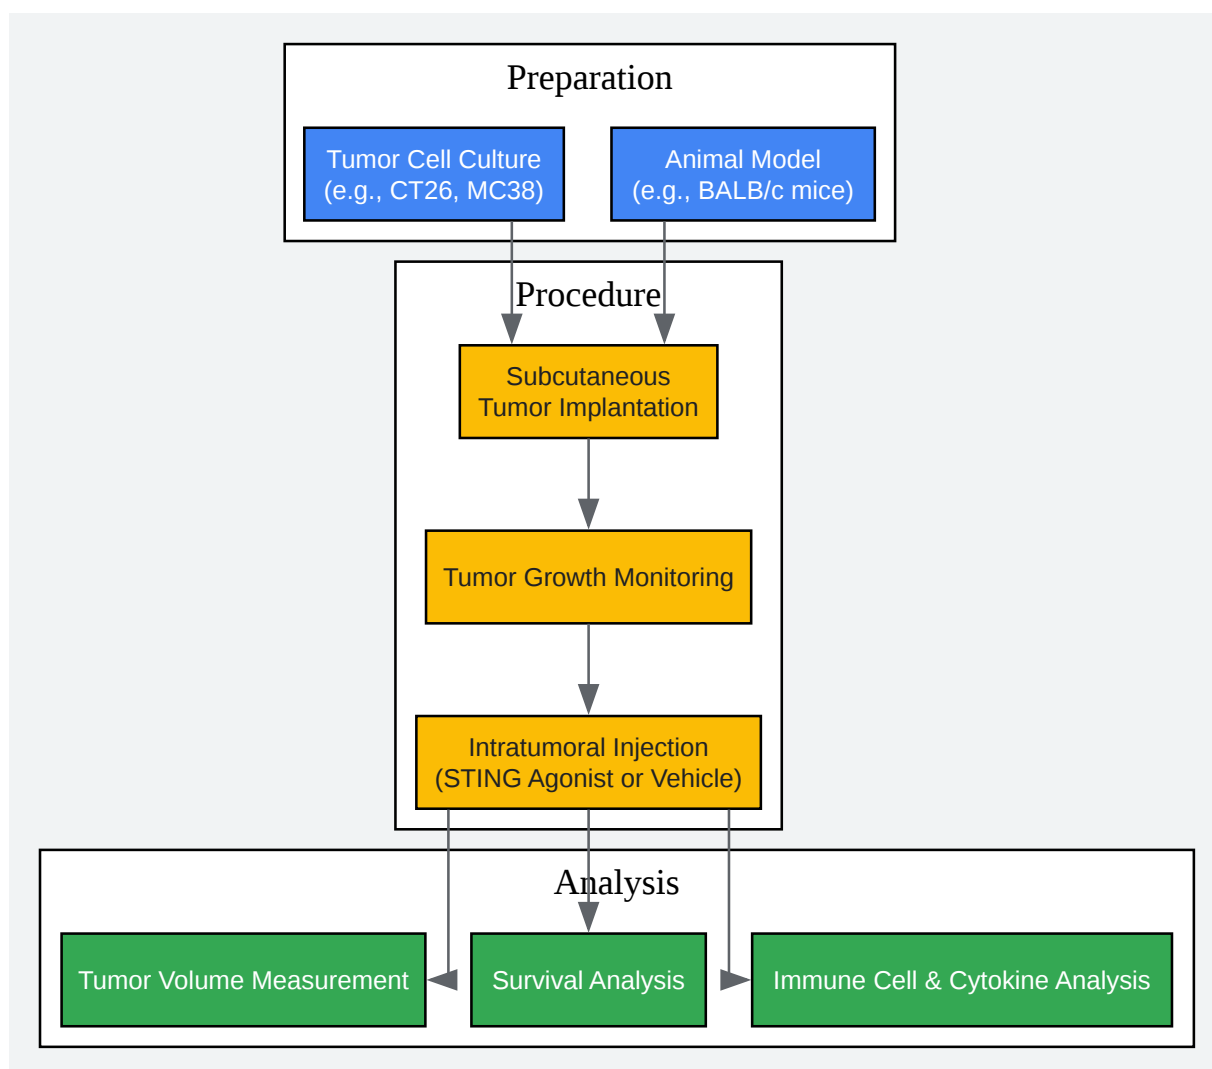 Preparation
Tumor Cell Culture
(e.g., CT26, MC38)
Animal Model
(e.g., BALB/c mice)
Procedure
Subcutaneous
Tumor Implantation
Tumor Growth Monitoring
Intratumoral Injection
(STING Agonist or Vehicle)
Analysis
Tumor Volume Measurement
Survival Analysis
Immune Cell & Cytokine Analysis